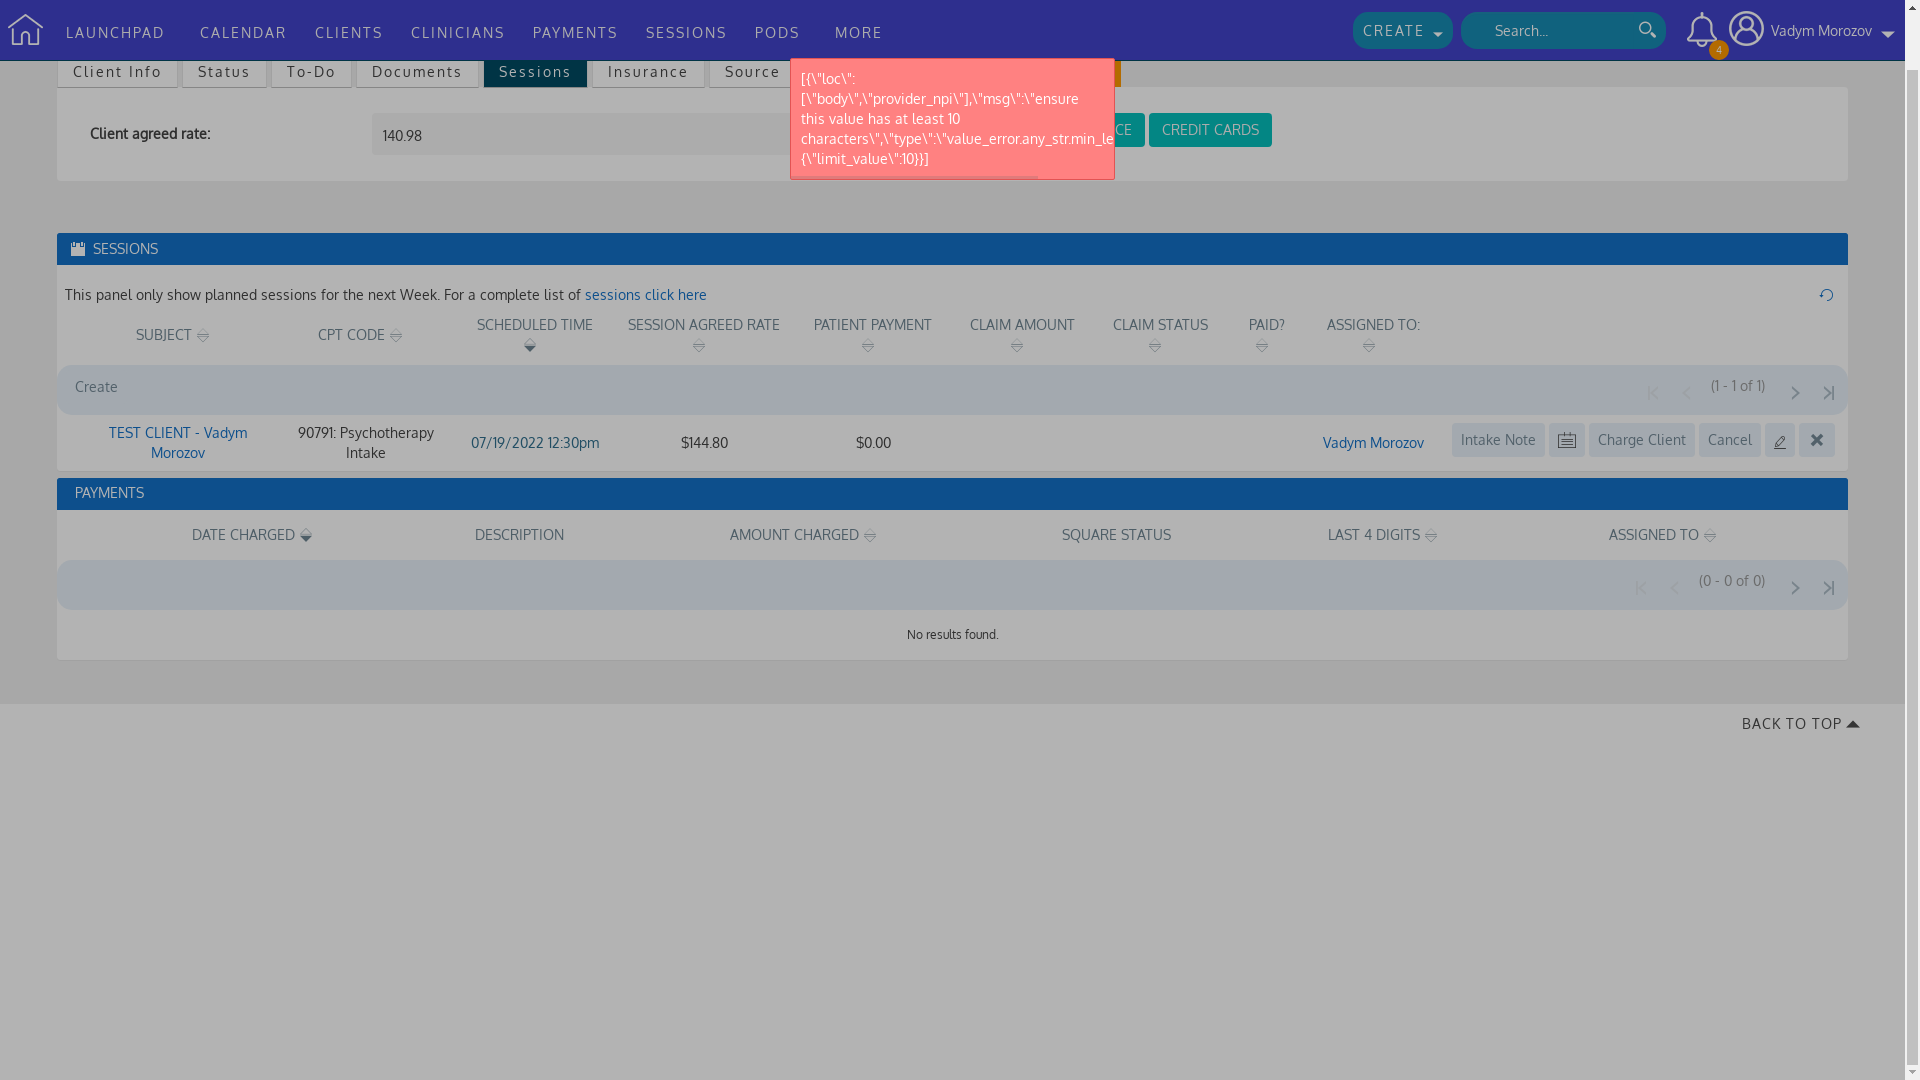 LAUNCHPAD CALENDAR CLIENTS CLINICIANS PAYMENTS SESSIONS PODS MORE CREATE Search... 4 Vadym Morozov
Client Info Status To-Do Documents Sessions Insurance Source
[{\"loc\":
[\"body\",\"provider_npi\"],\"msg\":\"ensure
this value has at least 10
characters\",\"type\":\"value_error.any_str.min_le
{\"limit_value\":10}}]
Client agreed rate: 140.98 CE CREDIT CARDS
SESSIONS
This panel only show planned sessions for the next Week. For a complete list of sessions click here
SUBJECT CPT CODE SCHEDULED TIME SESSION AGREED RATE PATIENT PAYMENT CLAIM AMOUNT CLAIM STATUS PAID? ASSIGNED TO:
Create (1 - 1 of 1)
TEST CLIENT - Vadym
Morozov
90791: Psychotherapy
Intake
07/19/2022 12:30pm $144.80 $0.00 Vadym Morozov Intake Note Charge Client Cancel
PAYMENTS
DATE CHARGED DESCRIPTION AMOUNT CHARGED SQUARE STATUS LAST 4 DIGITS ASSIGNED TO
(0 - 0 of 0)
No results found.
BACK TO TOP